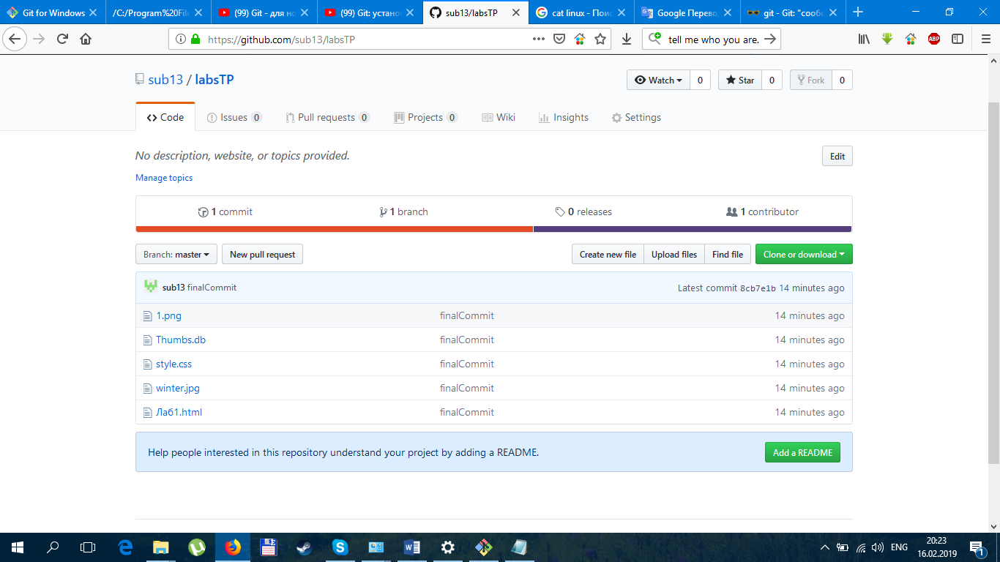 Git for Windows
/C:/Program%20File
(99) Git - для но
(99) Git: устано
sub13/labsTP
cat linux - Пои
Google Перево
git - Git: "сооб
https://github.com/sub13/labsTP
tell me who you are.
ABP
sub13 / labsTP
Watch 0
Star 0
Fork 0
Code
Issues 0
Pull requests 0
Projects 0
Wiki
Insights
Settings
No description, website, or topics provided.
Edit
Manage topics
1 commit
1 branch
0 releases
1 contributor
Branch: master
New pull request
Create new file
Upload files
Find file
Clone or download
sub13 finalCommit
Latest commit 8cb7e1b 14 minutes ago
1.png finalCommit 14 minutes ago
Thumbs.db finalCommit 14 minutes ago
style.css finalCommit 14 minutes ago
winter.jpg finalCommit 14 minutes ago
Лаб1.html finalCommit 14 minutes ago
Help people interested in this repository understand your project by adding a README.
Add a README
ENG
20:23
16.02.2019
1